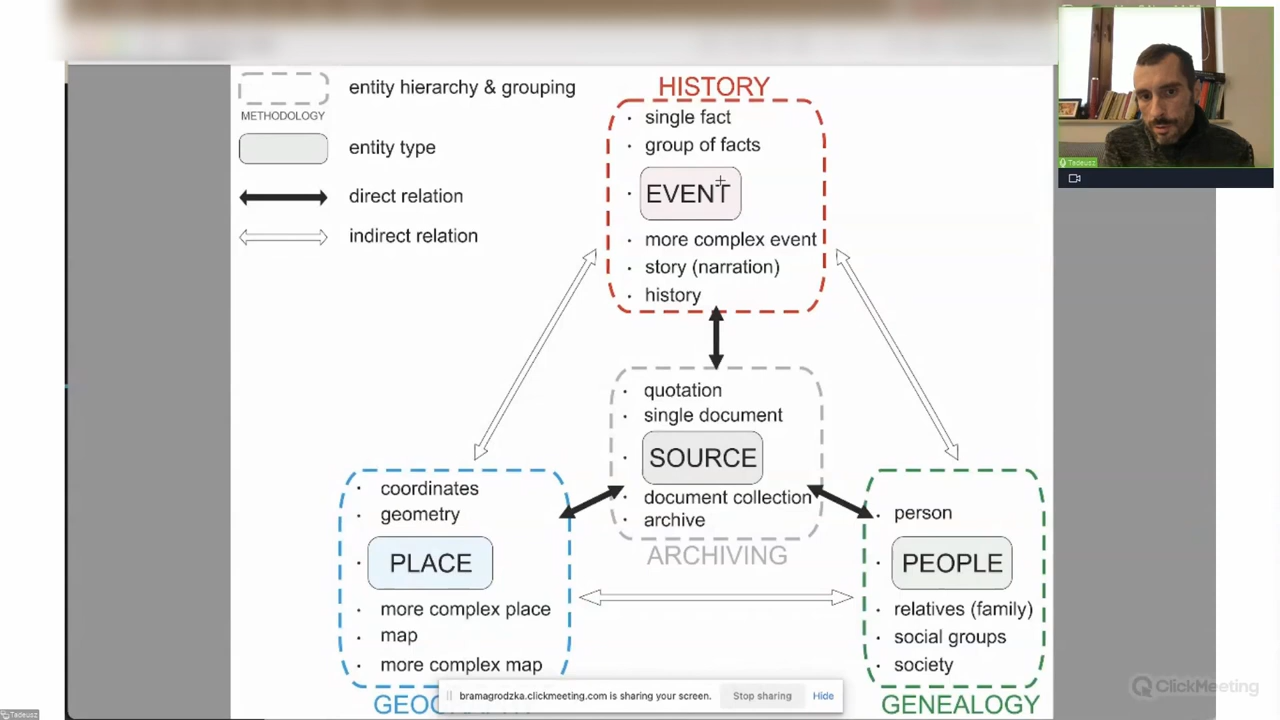 entity hierarchy & grouping
METHODOLOGY
entity type
direct relation
indirect relation
HISTORY
· single fact
· group of facts
· EVENT
· more complex event
· story (narration)
· history
· quotation
· single document
· SOURCE
· document collection
· archive
ARCHIVING
· coordinates
· geometry
· PLACE
· more complex place
· map
· more complex map
· person
· PEOPLE
· relatives (family)
· social groups
· society
GENEALOGY
bramagrodzka.clickmeeting.com is sharing your screen.
Stop sharing
Hide
Tadeusz
Tadeusz
ClickMeeting